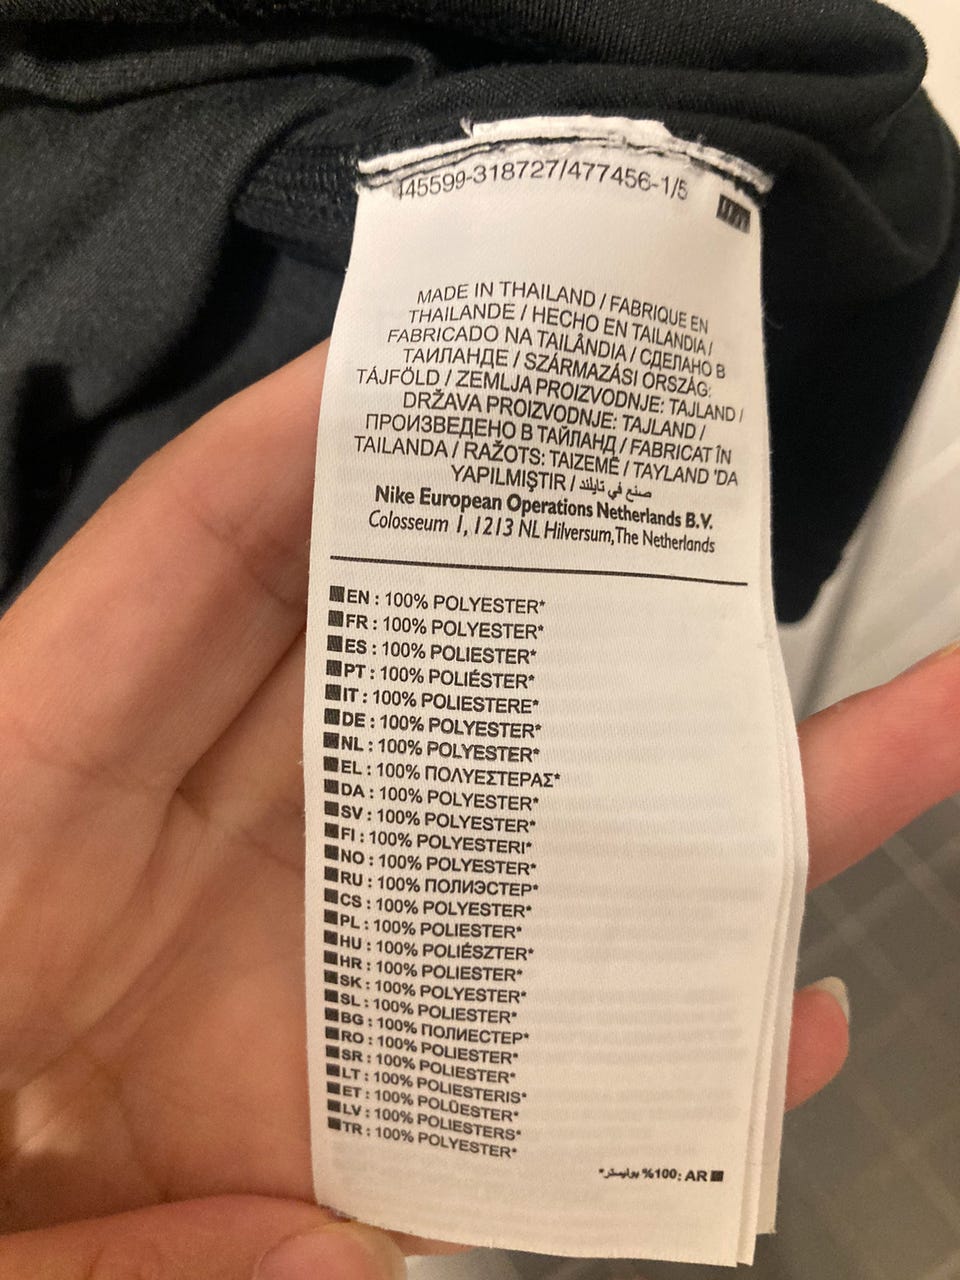 145599-318727/477456-1/5
MADE IN THAILAND / FABRIQUE EN
THAILANDE / HECHO EN TAILANDIA /
FABRICADO NA TAILÂNDIA / СДЕЛАНО В
ТАИЛАНДЕ / SZÁRMAZÁSI ORSZÁG:
TÁJFÖLD / ZEMLJA PROIZVODNJE: TAJLAND /
DRŽAVA PROIZVODNJE: TAJLAND /
ПРОИЗВЕДЕНО В ТАЙЛАНД / FABRICAT ÎN
TAILANDA / RAŽOTS: TAIZEMĒ / TAYLAND 'DA
YAPILMIŞTIR / صنع في تايلند
Nike European Operations Netherlands B.V.
Colosseum 1, 1213 NL Hilversum, The Netherlands
EN : 100% POLYESTER*
FR : 100% POLYESTER*
ES : 100% POLIESTER*
PT : 100% POLIÉSTER*
IT : 100% POLIESTERE*
DE : 100% POLYESTER*
NL : 100% POLYESTER*
EL : 100% ΠΟΛΥΕΣΤΕΡΑΣ*
DA : 100% POLYESTER*
SV : 100% POLYESTER*
FI : 100% POLYESTERI*
NO : 100% POLYESTER*
RU : 100% ПОЛИЭСТЕР*
CS : 100% POLYESTER*
PL : 100% POLIESTER*
HU : 100% POLIÉSZTER*
HR : 100% POLIESTER*
SK : 100% POLYESTER*
SL : 100% POLIESTER*
BG : 100% ПОЛИЕСТЕР*
RO : 100% POLIESTER*
SR : 100% POLIESTER*
LT : 100% POLIESTERIS*
ET : 100% POLÜESTER*
LV : 100% POLIESTERS*
TR : 100% POLYESTER*
AR :100% بوليستر*